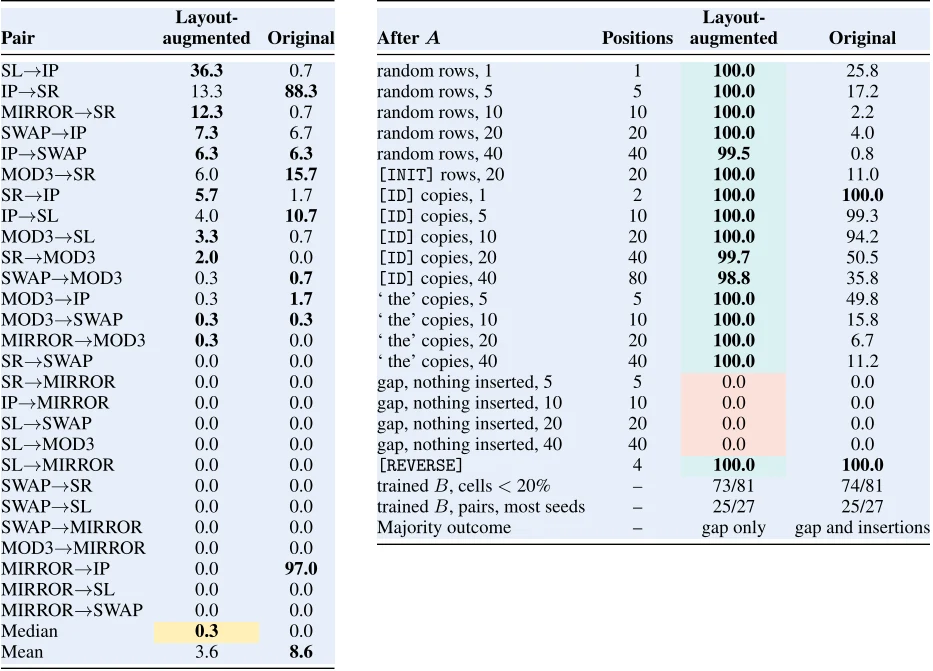 Pair Layout-augmented Original
SL→IP 36.3 0.7
IP→SR 13.3 88.3
MIRROR→SR 12.3 0.7
SWAP→IP 7.3 6.7
IP→SWAP 6.3 6.3
MOD3→SR 6.0 15.7
SR→IP 5.7 1.7
IP→SL 4.0 10.7
MOD3→SL 3.3 0.7
SR→MOD3 2.0 0.0
SWAP→MOD3 0.3 0.7
MOD3→IP 0.3 1.7
MOD3→SWAP 0.3 0.3
MIRROR→MOD3 0.3 0.0
SR→SWAP 0.0 0.0
SR→MIRROR 0.0 0.0
IP→MIRROR 0.0 0.0
SL→SWAP 0.0 0.0
SL→MOD3 0.0 0.0
SL→MIRROR 0.0 0.0
SWAP→SR 0.0 0.0
SWAP→SL 0.0 0.0
SWAP→MIRROR 0.0 0.0
MOD3→MIRROR 0.0 0.0
MIRROR→IP 0.0 97.0
MIRROR→SL 0.0 0.0
MIRROR→SWAP 0.0 0.0
Median 0.3 0.0
Mean 3.6 8.6
After A Positions Layout-augmented Original
random rows, 1 1 100.0 25.8
random rows, 5 5 100.0 17.2
random rows, 10 10 100.0 2.2
random rows, 20 20 100.0 4.0
random rows, 40 40 99.5 0.8
[INIT] rows, 20 20 100.0 11.0
[ID] copies, 1 2 100.0 100.0
[ID] copies, 5 10 100.0 99.3
[ID] copies, 10 20 100.0 94.2
[ID] copies, 20 40 99.7 50.5
[ID] copies, 40 80 98.8 35.8
‘ the’ copies, 5 5 100.0 49.8
‘ the’ copies, 10 10 100.0 15.8
‘ the’ copies, 20 20 100.0 6.7
‘ the’ copies, 40 40 100.0 11.2
gap, nothing inserted, 5 5 0.0 0.0
gap, nothing inserted, 10 10 0.0 0.0
gap, nothing inserted, 20 20 0.0 0.0
gap, nothing inserted, 40 40 0.0 0.0
[REVERSE] 4 100.0 100.0
trained B, cells < 20% – 73/81 74/81
trained B, pairs, most seeds – 25/27 25/27
Majority outcome – gap only gap and insertions